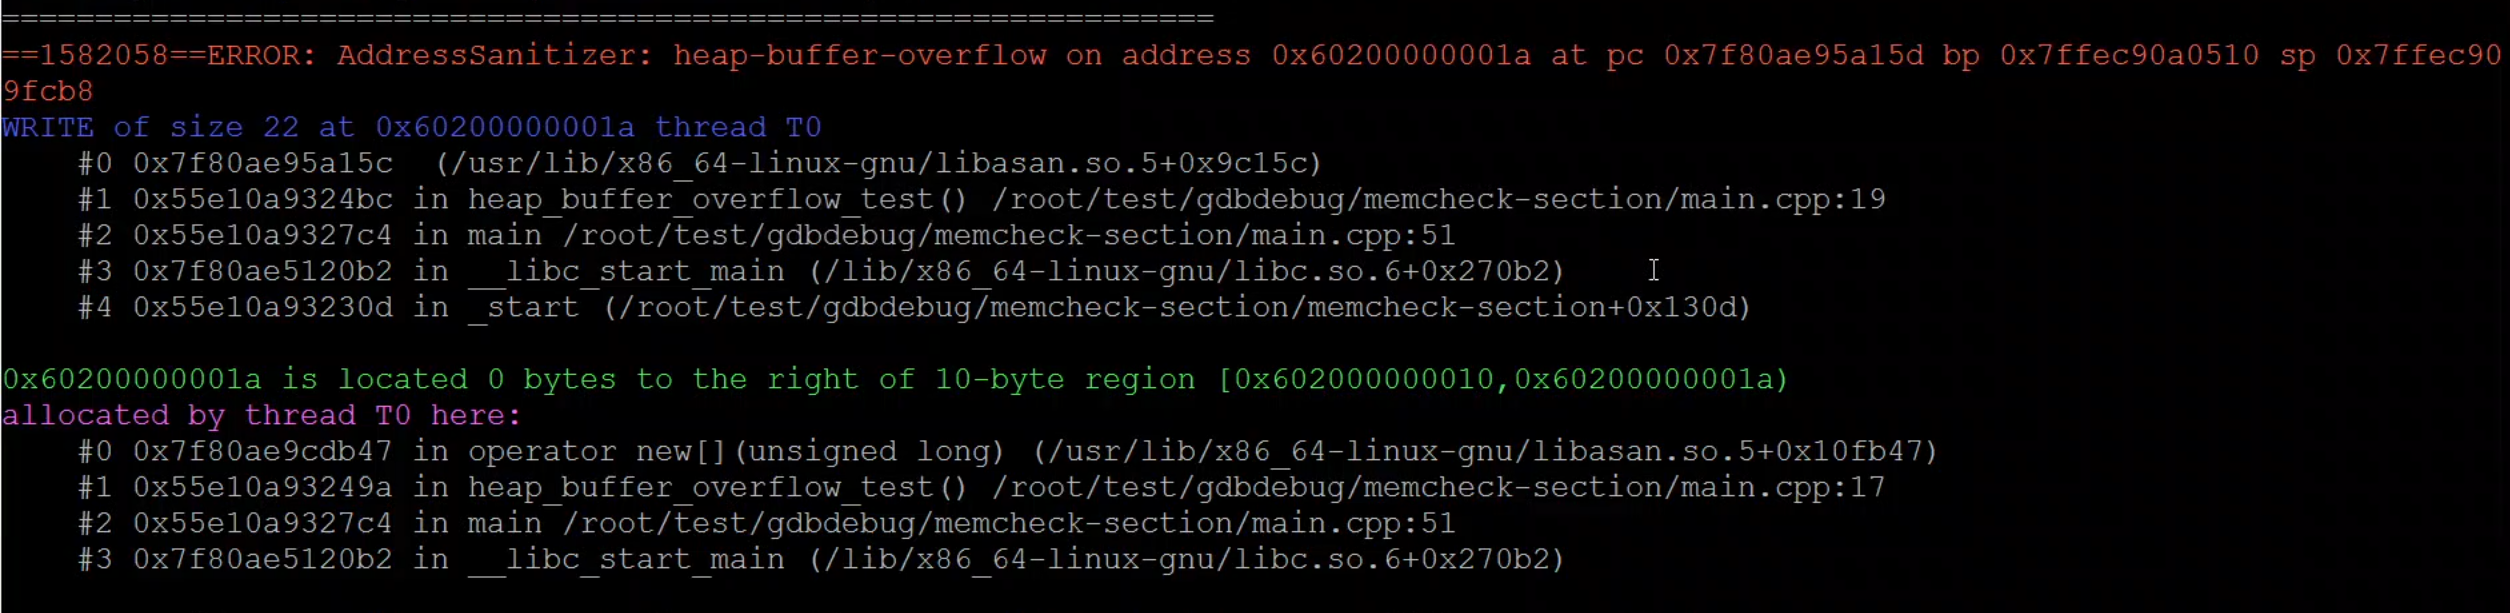 =================================================================
==1582058==ERROR: AddressSanitizer: heap-buffer-overflow on address 0x60200000001a at pc 0x7f80ae95a15d bp 0x7ffec90a0510 sp 0x7ffec90
9fcb8
WRITE of size 22 at 0x60200000001a thread T0
    #0 0x7f80ae95a15c  (/usr/lib/x86_64-linux-gnu/libasan.so.5+0x9c15c)
    #1 0x55e10a9324bc in heap_buffer_overflow_test() /root/test/gdbdebug/memcheck-section/main.cpp:19
    #2 0x55e10a9327c4 in main /root/test/gdbdebug/memcheck-section/main.cpp:51
    #3 0x7f80ae5120b2 in __libc_start_main (/lib/x86_64-linux-gnu/libc.so.6+0x270b2)
    #4 0x55e10a93230d in _start (/root/test/gdbdebug/memcheck-section/memcheck-section+0x130d)

0x60200000001a is located 0 bytes to the right of 10-byte region [0x602000000010,0x60200000001a)
allocated by thread T0 here:
    #0 0x7f80ae9cdb47 in operator new[](unsigned long) (/usr/lib/x86_64-linux-gnu/libasan.so.5+0x10fb47)
    #1 0x55e10a93249a in heap_buffer_overflow_test() /root/test/gdbdebug/memcheck-section/main.cpp:17
    #2 0x55e10a9327c4 in main /root/test/gdbdebug/memcheck-section/main.cpp:51
    #3 0x7f80ae5120b2 in __libc_start_main (/lib/x86_64-linux-gnu/libc.so.6+0x270b2)